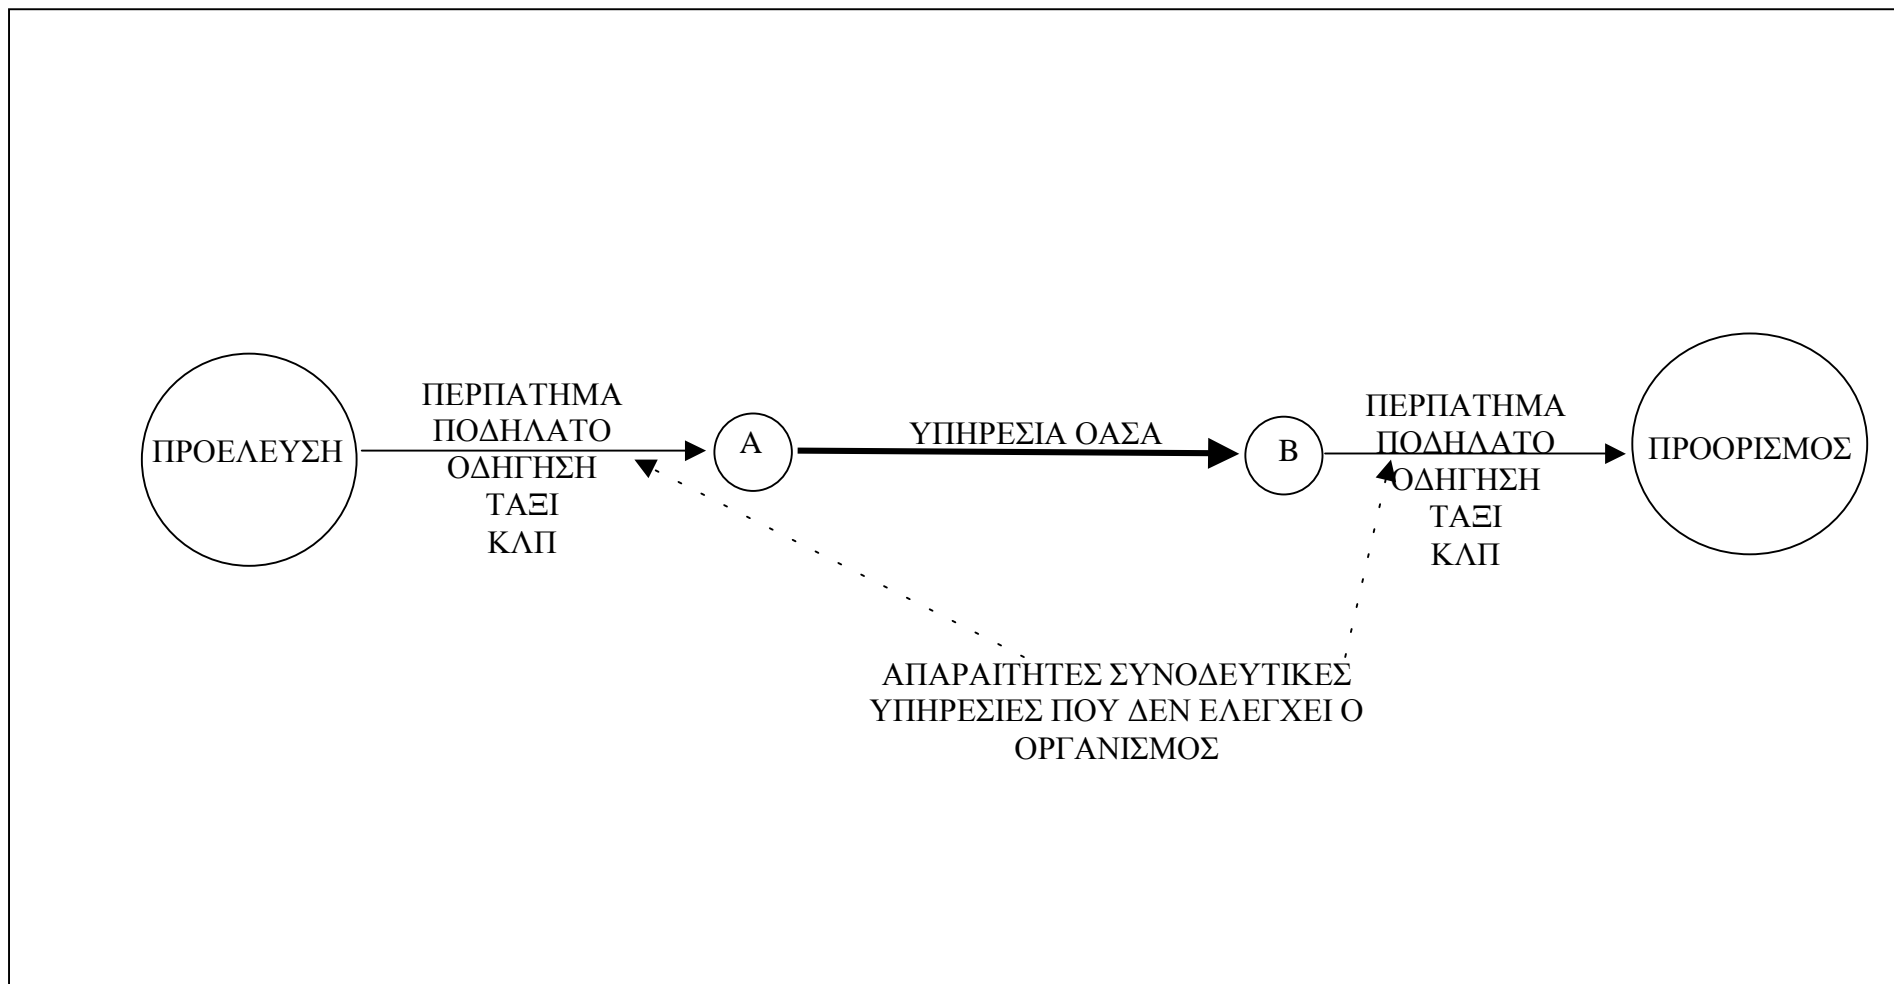 ΠΡΟΕΛΕΥΣΗ
ΠΕΡΠΑΤΗΜΑ
ΠΟΔΗΛΑΤΟ
ΟΔΗΓΗΣΗ
ΤΑΞΙ
ΚΛΠ
Α
ΥΠΗΡΕΣΙΑ ΟΑΣΑ
Β
ΠΕΡΠΑΤΗΜΑ
ΠΟΔΗΛΑΤΟ
ΟΔΗΓΗΣΗ
ΤΑΞΙ
ΚΛΠ
ΠΡΟΟΡΙΣΜΟΣ
ΑΠΑΡΑΙΤΗΤΕΣ ΣΥΝΟΔΕΥΤΙΚΕΣ
ΥΠΗΡΕΣΙΕΣ ΠΟΥ ΔΕΝ ΕΛΕΓΧΕΙ Ο
ΟΡΓΑΝΙΣΜΟΣ